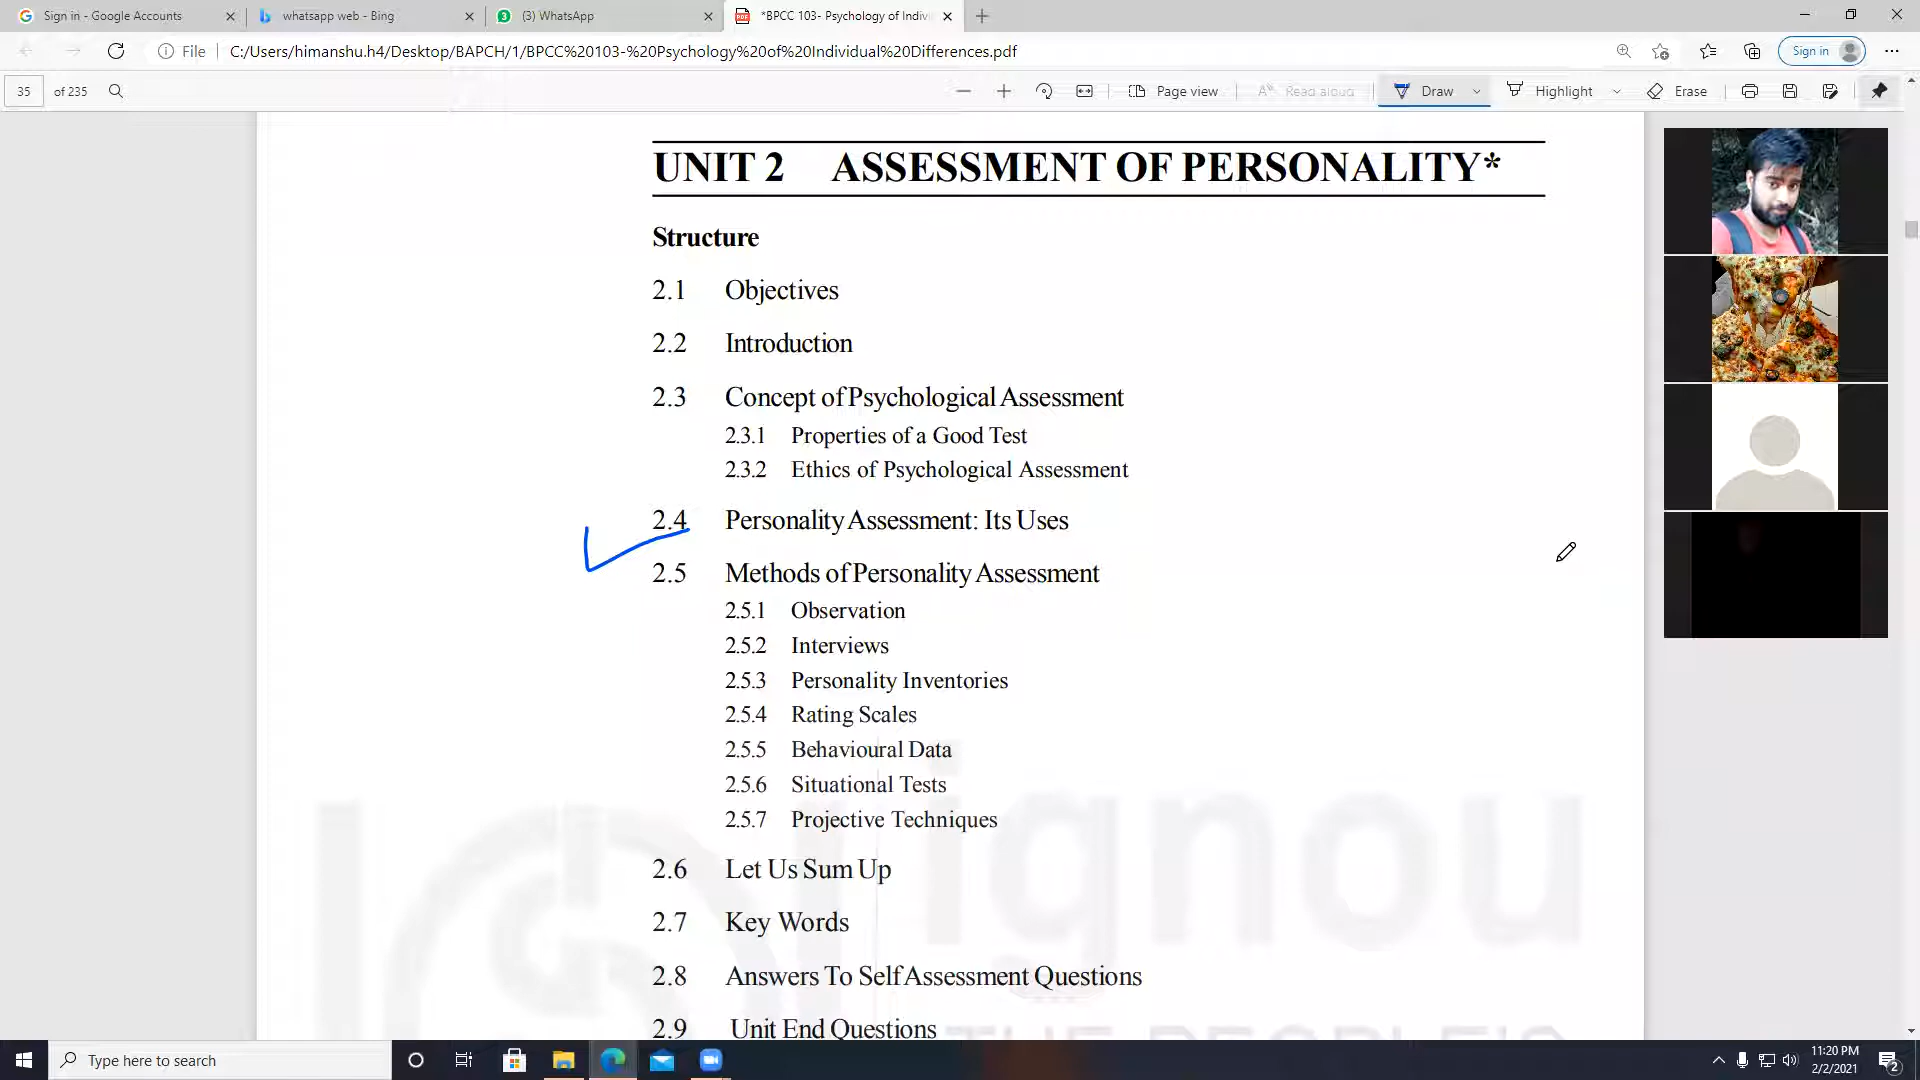 Sign in - Google Accounts
whatsapp web - Bing
(3) WhatsApp
*BPCC 103- Psychology of Indivi
File
C:/Users/himanshu.h4/Desktop/BAPCH/1/BPCC%20103-%20Psychology%20of%20Individual%20Differences.pdf
Sign in
35
of 235
Page view
Read aloud
Draw
Highlight
Erase
UNIT 2 ASSESSMENT OF PERSONALITY*
Structure
2.1 Objectives
2.2 Introduction
2.3 Concept of Psychological Assessment
2.3.1 Properties of a Good Test
2.3.2 Ethics of Psychological Assessment
2.4 Personality Assessment: Its Uses
2.5 Methods of Personality Assessment
2.5.1 Observation
2.5.2 Interviews
2.5.3 Personality Inventories
2.5.4 Rating Scales
2.5.5 Behavioural Data
2.5.6 Situational Tests
2.5.7 Projective Techniques
2.6 Let Us Sum Up
2.7 Key Words
2.8 Answers To Self Assessment Questions
2.9 Unit End Questions
ignou
THE PEOPLE'S
Type here to search
11:20 PM
2/2/2021
2